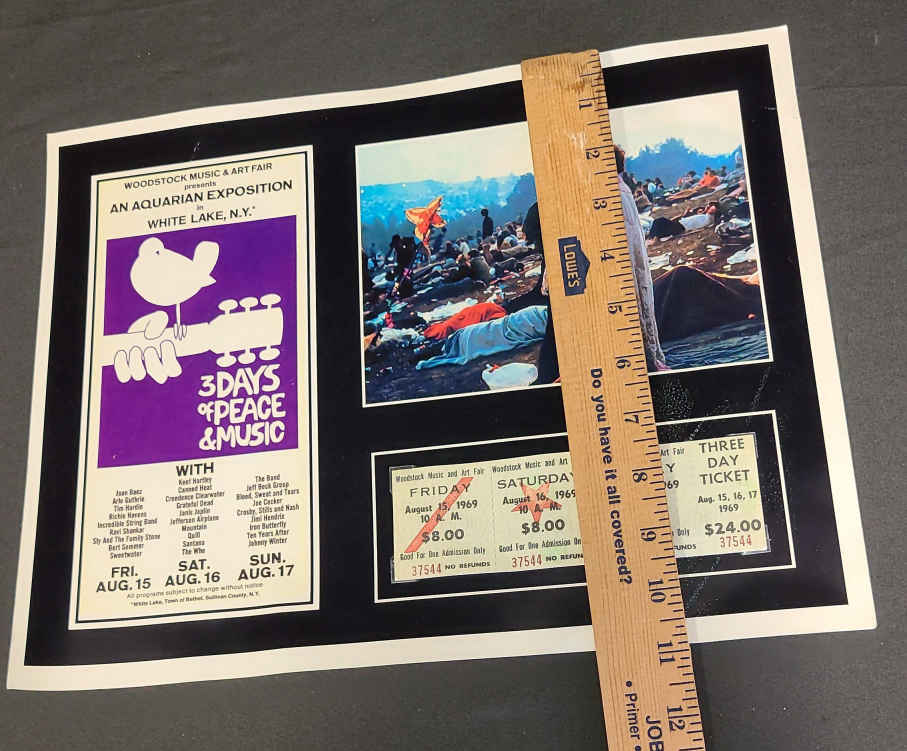 WOODSTOCK MUSIC & ART FAIR
presents
AN AQUARIAN EXPOSITION
in
WHITE LAKE, N.Y.*
3 DAYS
of PEACE
& MUSIC
WITH
Joan Baez
Arlo Guthrie
Tim Hardin
Richie Havens
Incredible String Band
Ravi Shankar
Sly And The Family Stone
Bert Sommer
Sweetwater
Keef Hartley
Canned Heat
Creedence Clearwater
Grateful Dead
Janis Joplin
Jefferson Airplane
Mountain
Quill
Santana
The Who
The Band
Jeff Beck Group
Blood, Sweat and Tears
Joe Cocker
Crosby, Stills and Nash
Jimi Hendrix
Iron Butterfly
Ten Years After
Johnny Winter
FRI.
AUG. 15
SAT.
AUG. 16
SUN.
AUG. 17
All programs subject to change without notice
*White Lake, Town of Bethel, Sullivan County, N.Y.
Woodstock Music and Art Fair
FRIDAY
August 15, 1969
10 A. M.
$8.00
Good For One Admission Only
37544 NO REFUNDS
Woodstock Music and Art
SATURDAY
August 16, 1969
10 A. M.
$8.00
Good For One Admission
37544 NO REFUN
Fair
Y
69
on Only
UNDS
THREE
DAY
TICKET
Aug. 15, 16, 17
1969
$24.00
37544
1
2
3
4
5
6
7
8
9
10
11
12
LOWE'S
Do you have it all covered?
• Primer •
JOB